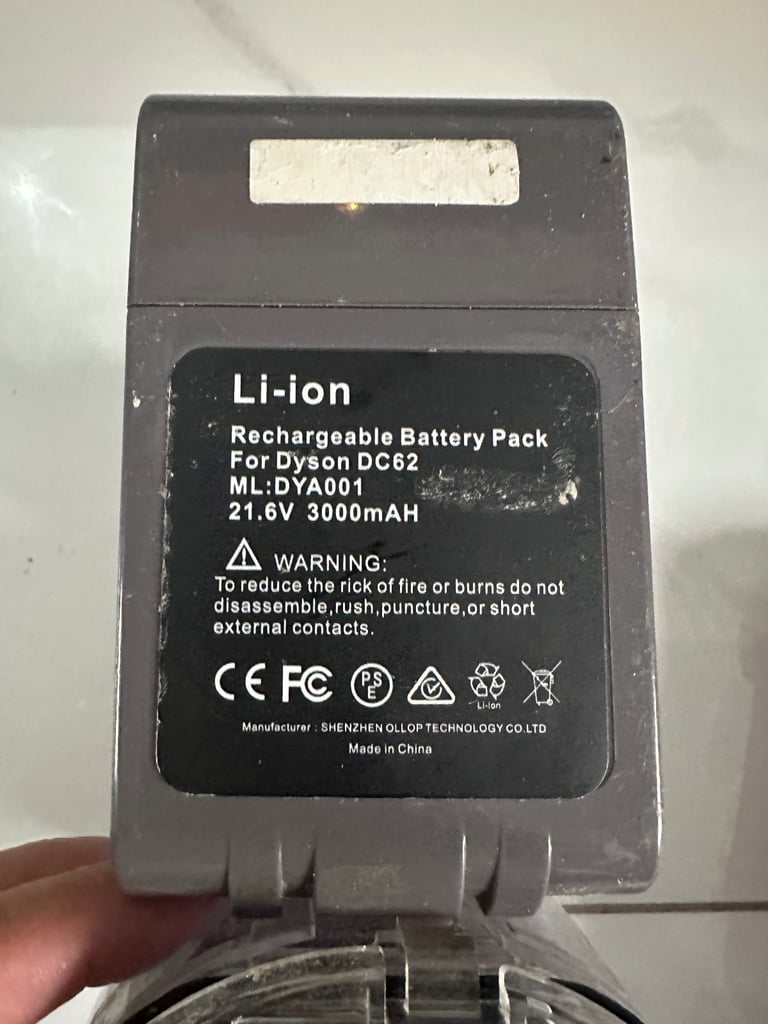 Li-ion
Rechargeable Battery Pack
For Dyson DC62
ML:DYA001
21.6V 3000mAH
WARNING:
To reduce the rick of fire or burns do not
disassemble,rush,puncture,or short
external contacts.
CE FC PSE
Li-Ion
Manufacturer : SHENZHEN OLLOP TECHNOLOGY CO.LTD
Made in China